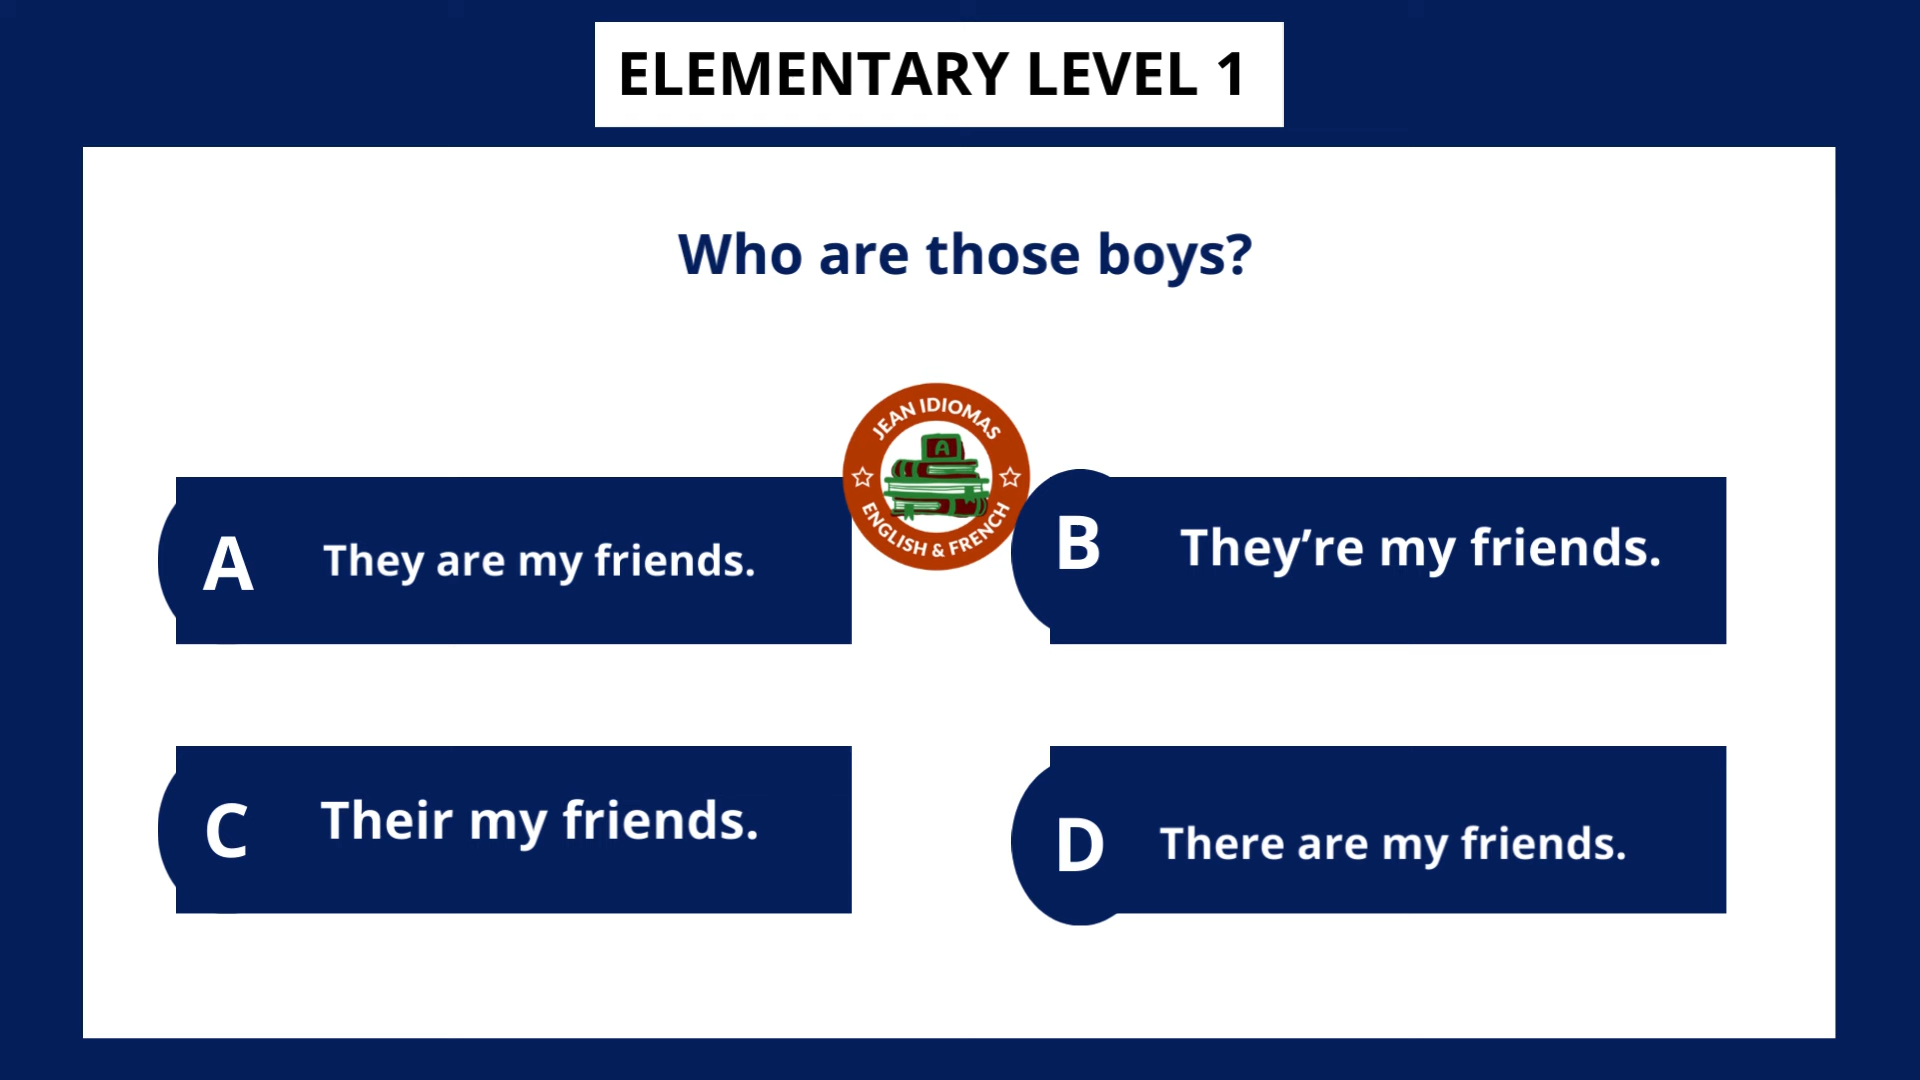 ELEMENTARY LEVEL 1
Who are those boys?
JEAN IDIOMAS
A
ENGLISH & FRENCH
A They are my friends.
B They’re my friends.
C Their my friends.
D There are my friends.